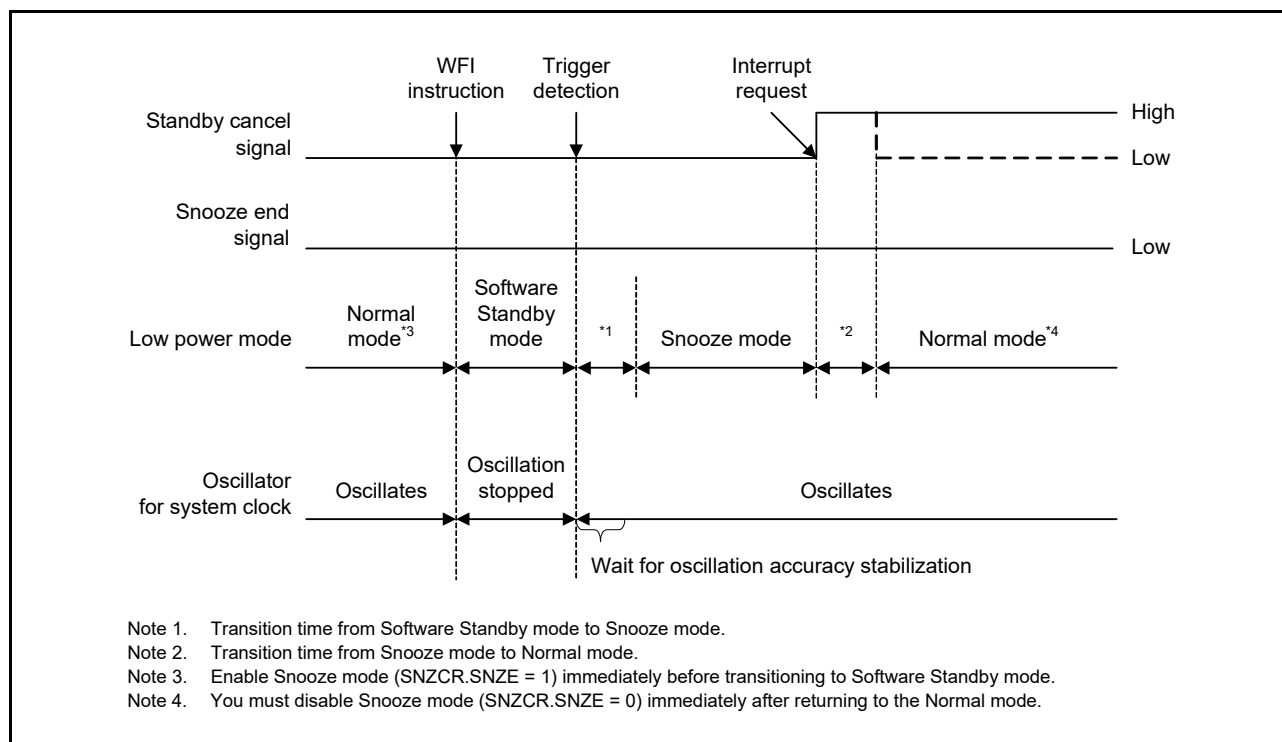 WFI
instruction
Trigger
detection
Interrupt
request
Standby cancel
signal
High
Low
Snooze end
signal
Low
Low power mode
Normal
mode*3
Software
Standby
mode
*1
Snooze mode
*2
Normal mode*4
Oscillator
for system clock
Oscillates
Oscillation
stopped
Oscillates
Wait for oscillation accuracy stabilization
Note 1. Transition time from Software Standby mode to Snooze mode.
Note 2. Transition time from Snooze mode to Normal mode.
Note 3. Enable Snooze mode (SNZCR.SNZE = 1) immediately before transitioning to Software Standby mode.
Note 4. You must disable Snooze mode (SNZCR.SNZE = 0) immediately after returning to the Normal mode.